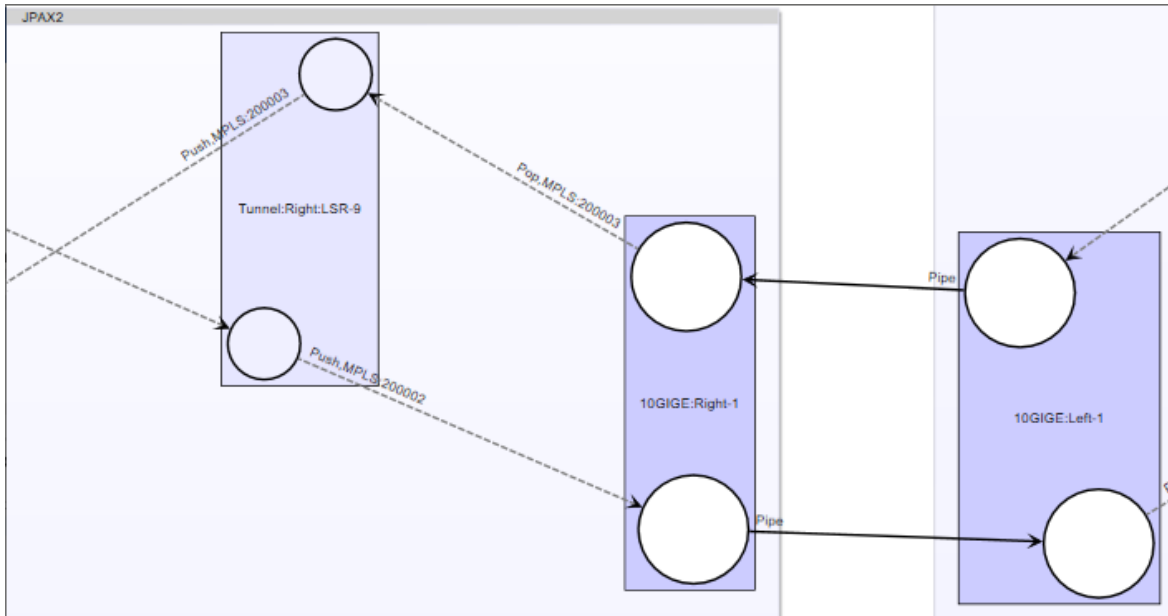 JPAX2
Push,MPLS:200003
Pop,MPLS:200003
Tunnel:Right:LSR-9
Pipe
Push,MPLS:200002
10GIGE:Right-1
10GIGE:Left-1
Pipe